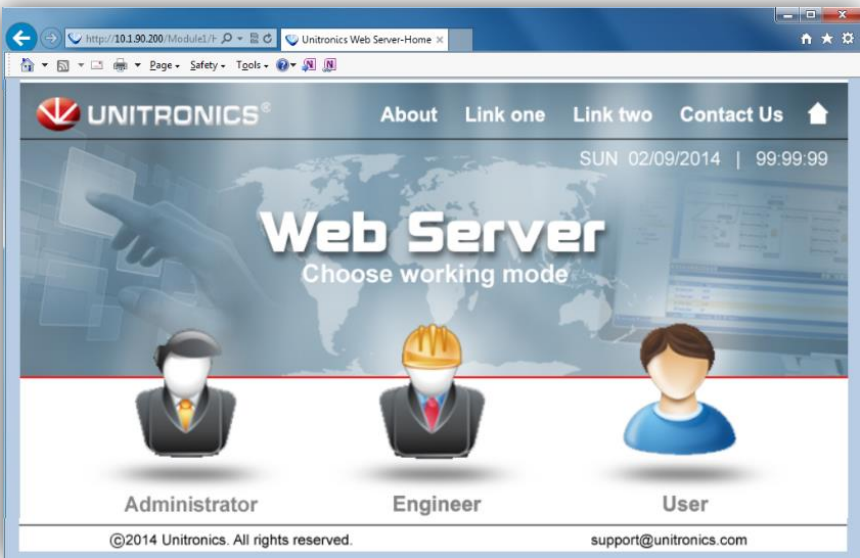 http://10.1.90.200/Module1/H
Unitronics Web Server-Home
Page Safety Tools
UNITRONICS®
About Link one Link two Contact Us
SUN 02/09/2014 | 99:99:99
Web Server
Choose working mode
Administrator Engineer User
©2014 Unitronics. All rights reserved. support@unitronics.com